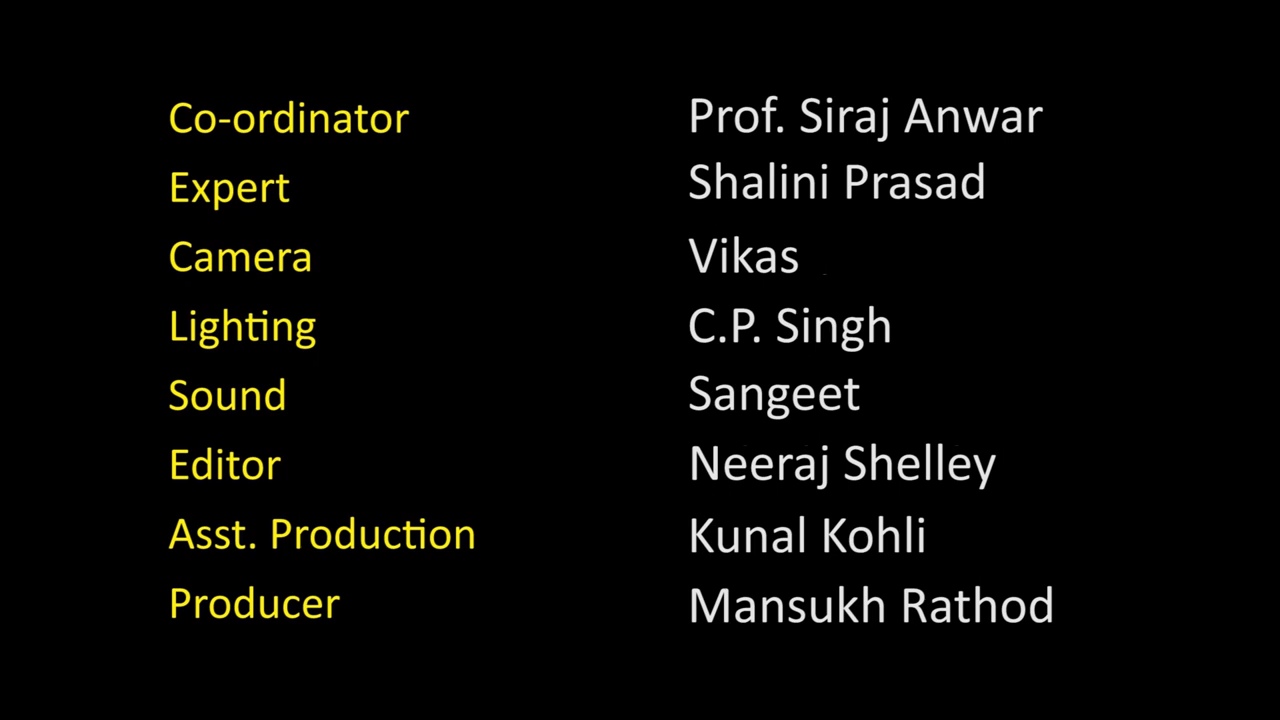 Co-ordinator Prof. Siraj Anwar
Expert Shalini Prasad
Camera Vikas
Lighting C.P. Singh
Sound Sangeet
Editor Neeraj Shelley
Asst. Production Kunal Kohli
Producer Mansukh Rathod